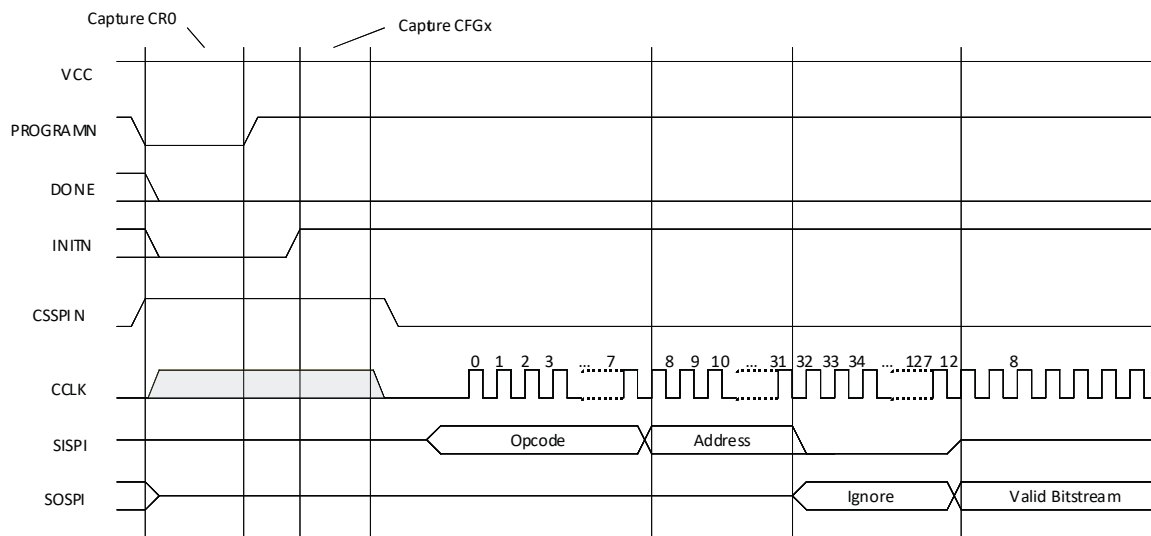 Capture CR0
Capture CFGx
VCC
PROGRAMN
DONE
INITN
CSSPIN
CCLK 0 1 2 3 ... 7 8 9 10 ... 31 32 33 34 ... 127 12 8
SISPI Opcode Address
SOSPI Ignore Valid Bitstream